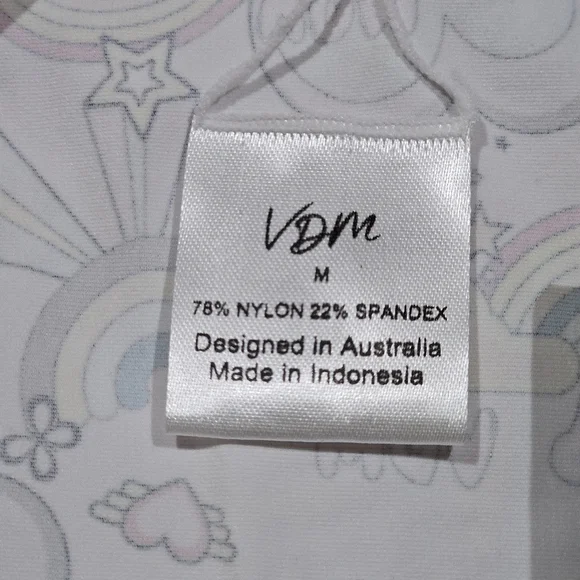 VDM
M
78% NYLON 22% SPANDEX
Designed in Australia
Made in Indonesia